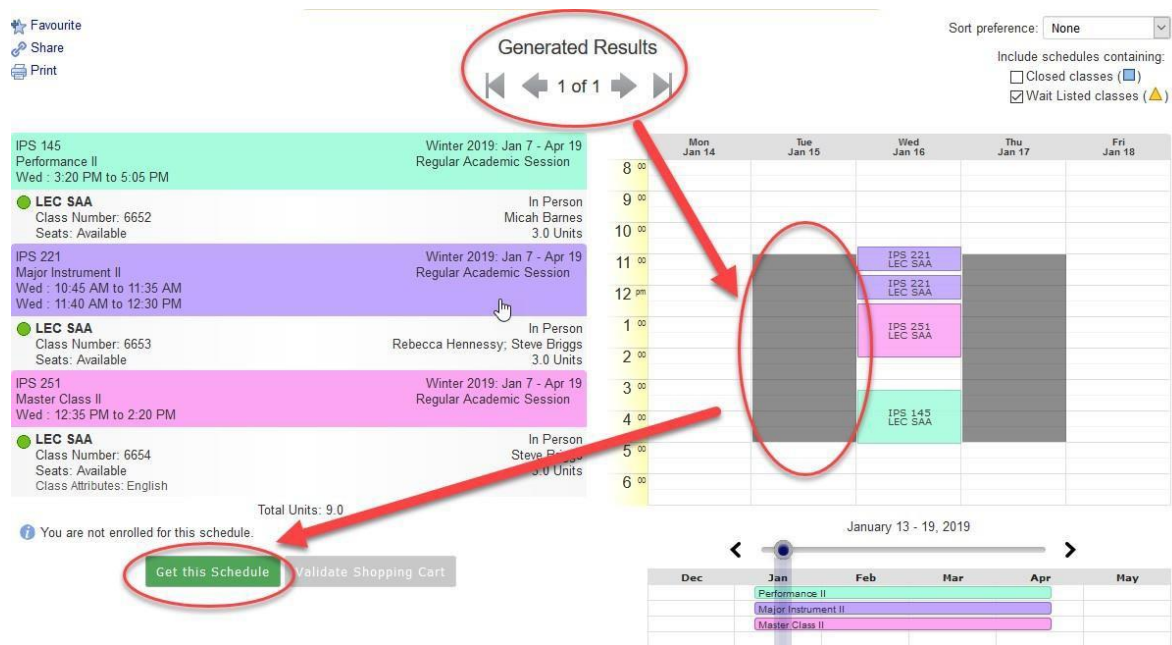 Favourite
Share
Print
Generated Results
1 of 1
Sort preference: None
Include schedules containing:
Closed classes ( )
Wait Listed classes ( )
IPS 145 Winter 2019: Jan 7 - Apr 19
Performance II Regular Academic Session
Wed : 3:20 PM to 5:05 PM
LEC SAA In Person
Class Number: 6652 Micah Barnes
Seats: Available 3.0 Units
IPS 221 Winter 2019: Jan 7 - Apr 19
Major Instrument II Regular Academic Session
Wed : 10:45 AM to 11:35 AM
Wed : 11:40 AM to 12:30 PM
LEC SAA In Person
Class Number: 6653 Rebecca Hennessy; Steve Briggs
Seats: Available 3.0 Units
IPS 251 Winter 2019: Jan 7 - Apr 19
Master Class II Regular Academic Session
Wed : 12:35 PM to 2:20 PM
LEC SAA In Person
Class Number: 6654 Steve Briggs
Seats: Available 3.0 Units
Class Attributes: English
Total Units: 9.0
You are not enrolled for this schedule.
Get this Schedule Validate Shopping Cart
Mon Tue Wed Thu Fri
Jan 14 Jan 15 Jan 16 Jan 17 Jan 18
8 00
9 00
10 00
11 00
12 pm
1 00
2 00
3 00
4 00
5 00
6 00
IPS 221
LEC SAA
IPS 221
LEC SAA
IPS 251
LEC SAA
IPS 145
LEC SAA
January 13 - 19, 2019
Dec Jan Feb Mar Apr May
Performance II
Major Instrument II
Master Class II